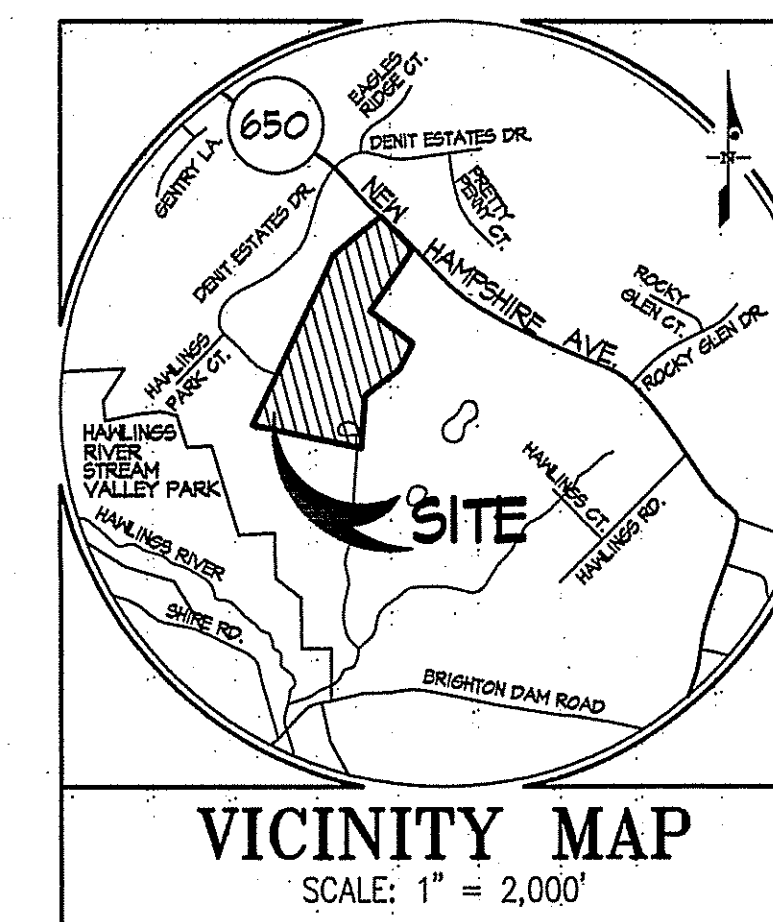 EAGLES
RIDGE CT.
650
DENIT ESTATES DR.
GENTRY LA.
PRETTY
PENNY CT.
N
NEW HAMPSHIRE AVE.
DENIT ESTATES DR.
ROCKY
GLEN CT.
ROCKY GLEN DR.
HAWLINGS
PARK CT.
HAWLINGS
RIVER
STREAM
VALLEY PARK
HAWLINGS CT.
SITE
HAWLINGS RD.
HAWLINGS RIVER
SHIRE RD.
BRIGHTON DAM ROAD
VICINITY MAP
SCALE: 1" = 2,000'